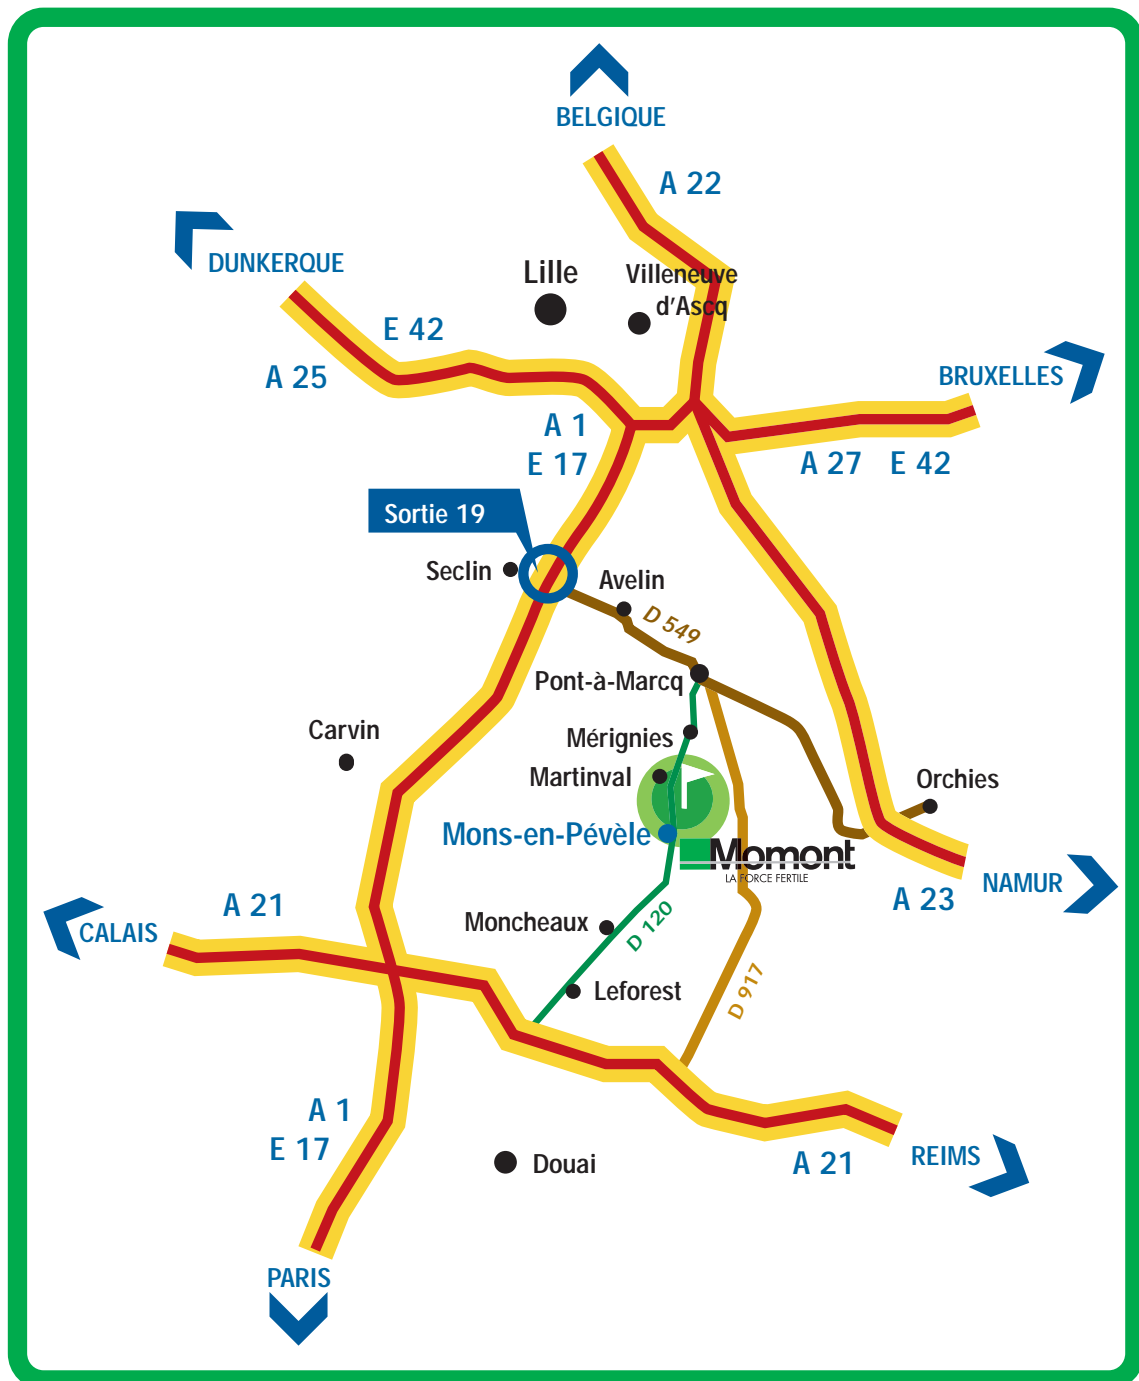 BELGIQUE
A 22
DUNKERQUE
Lille
Villeneuve
d'Ascq
E 42
A 25
BRUXELLES
A 1
E 17
A 27 E 42
Sortie 19
Seclin
Avelin
D 549
Pont-à-Marcq
Carvin
Mérignies
Martinval
Orchies
Mons-en-Pévèle
Momont
LA FORCE FERTILE
NAMUR
A 23
A 21
CALAIS
Moncheaux
D 120
Leforest
D 917
A 1
E 17
Douai
A 21
REIMS
PARIS